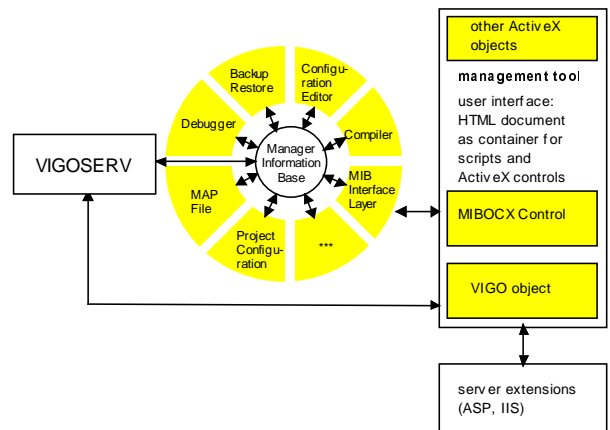 other ActiveX
objects
management tool
user interface:
HTML document
as container for
scripts and
ActiveX controls
MIBOCX Control
VIGO object
server extensions
(ASP, IIS)
VIGOSERV
Backup
Restore
Configu-
ration
Editor
Debugger
Compiler
Manager
Information
Base
MAP
File
MIB
Interface
Layer
Project
Configu-
ration
***